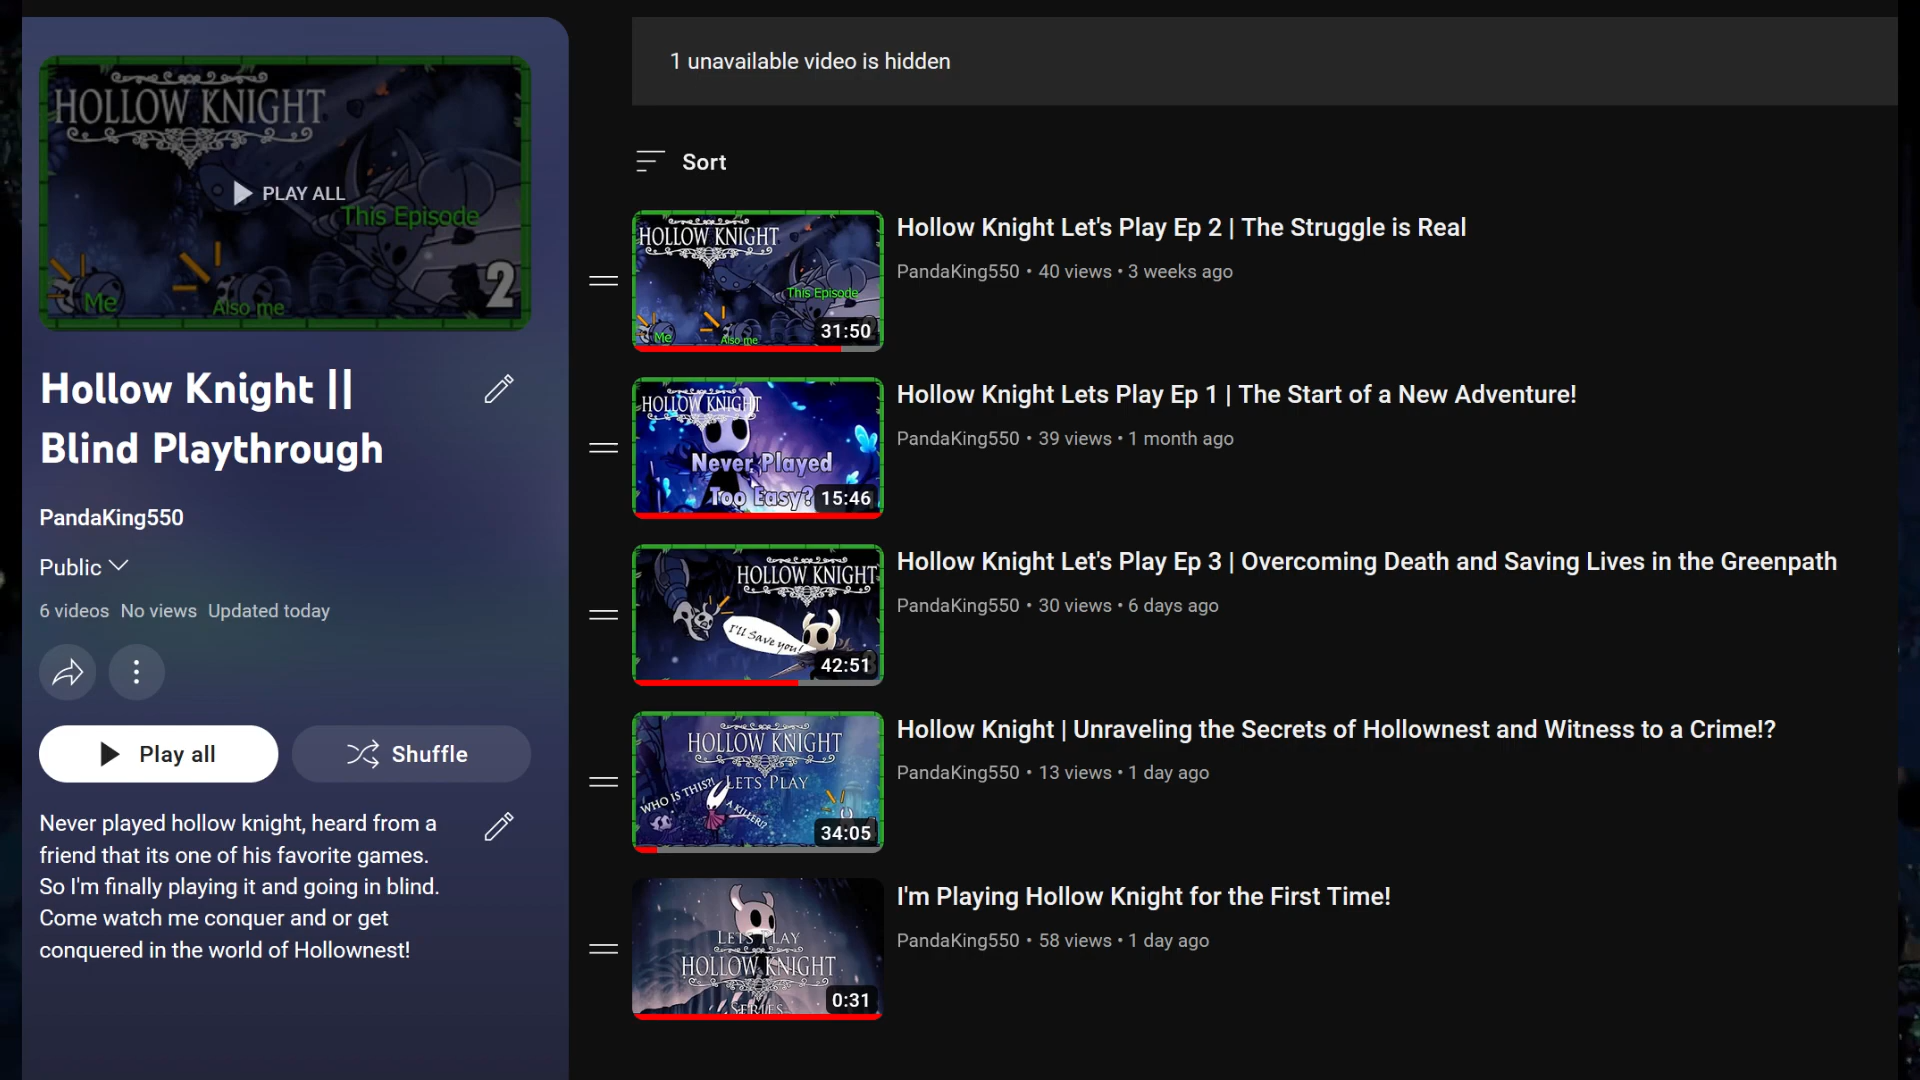 HOLLOW KNIGHT
PLAY ALL
This Episode
Me
Also me
2
Hollow Knight ||
Blind Playthrough
PandaKing550
Public
6 videos No views Updated today
Play all
Shuffle
Never played hollow knight, heard from a
friend that its one of his favorite games.
So I'm finally playing it and going in blind.
Come watch me conquer and or get
conquered in the world of Hollownest!
1 unavailable video is hidden
Sort
HOLLOW KNIGHT
This Episode
Me
Also me
31:50
Hollow Knight Let's Play Ep 2 | The Struggle is Real
PandaKing550 • 40 views • 3 weeks ago
HOLLOW KNIGHT
Never Played
Too Easy?
15:46
Hollow Knight Lets Play Ep 1 | The Start of a New Adventure!
PandaKing550 • 39 views • 1 month ago
HOLLOW KNIGHT
I'll Save you!
42:51
Hollow Knight Let's Play Ep 3 | Overcoming Death and Saving Lives in the Greenpath
PandaKing550 • 30 views • 6 days ago
HOLLOW KNIGHT
LETS PLAY
WHO IS THIS?!
A KILLER!?
34:05
Hollow Knight | Unraveling the Secrets of Hollownest and Witness to a Crime!?
PandaKing550 • 13 views • 1 day ago
LETS PLAY
HOLLOW KNIGHT
SERIES
0:31
I'm Playing Hollow Knight for the First Time!
PandaKing550 • 58 views • 1 day ago